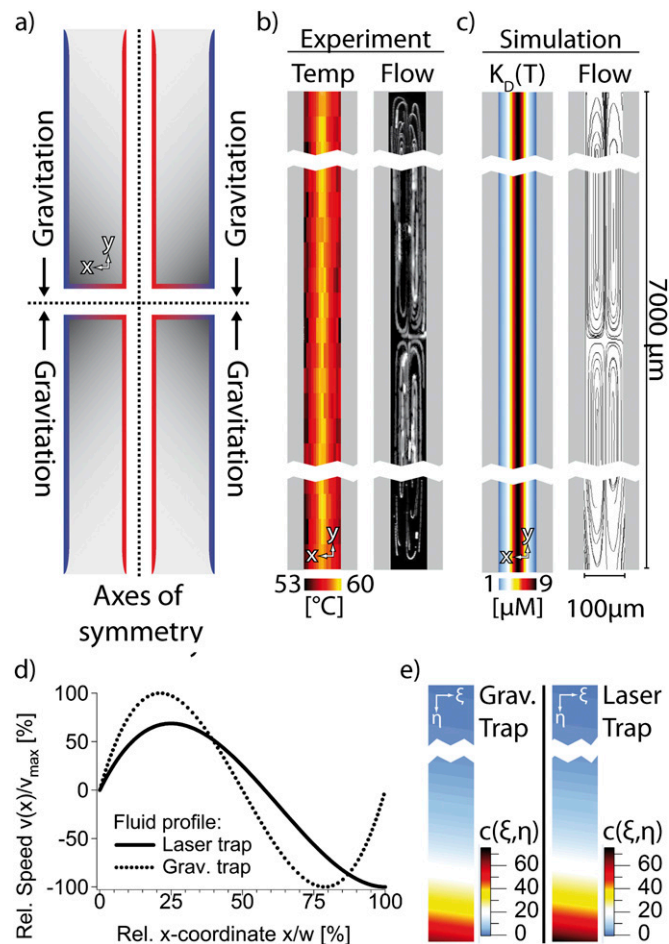 a)
Gravitation
Gravitation
Gravitation
Gravitation
y
x
Axes of
symmetry
b)
Experiment
Temp
Flow
y
x
53
60
[°C]
c)
Simulation
K_D(T)
Flow
7000 µm
y
x
1
9
[µM]
100µm
d)
Rel. Speed v(x)/v_max [%]
100
50
0
-50
-100
Fluid profile:
Laser trap
Grav. trap
0
25
50
75
100
Rel. x-coordinate x/w [%]
e)
ξ
η
Grav.
Trap
c(ξ,η)
60
40
20
0
ξ
η
Laser
Trap
c(ξ,η)
60
40
20
0